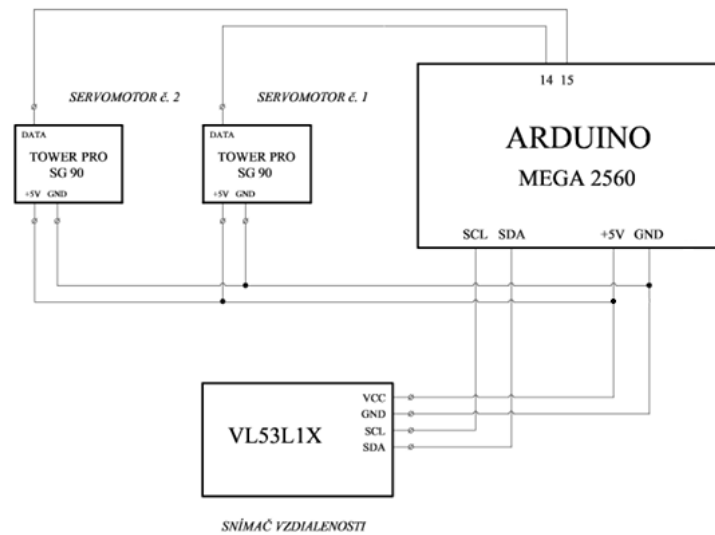 14 15
SERVOMOTOR č. 2
SERVOMOTOR č. 1
DATA
TOWER PRO
SG 90
+5V GND
DATA
TOWER PRO
SG 90
+5V GND
ARDUINO
MEGA 2560
SCL SDA +5V GND
VL53L1X
VCC
GND
SCL
SDA
SNÍMAČ VZDIALENOSTI